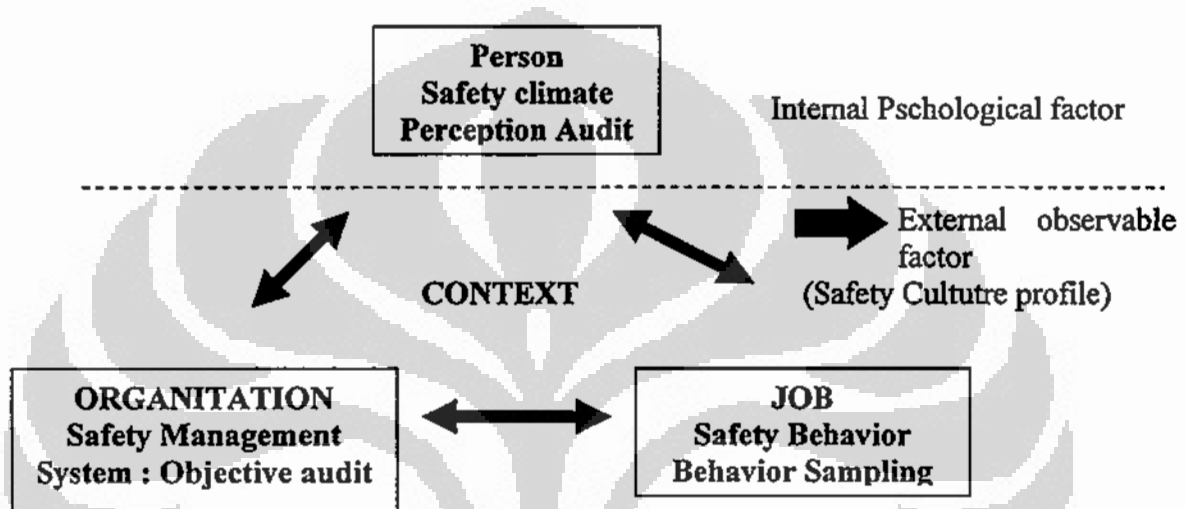 Person
Safety climate
Perception Audit
Internal Pschological factor
External observable
factor
(Safety Cultutre profile)
CONTEXT
ORGANITATION
Safety Management
System : Objective audit
JOB
Safety Behavior
Behavior Sampling